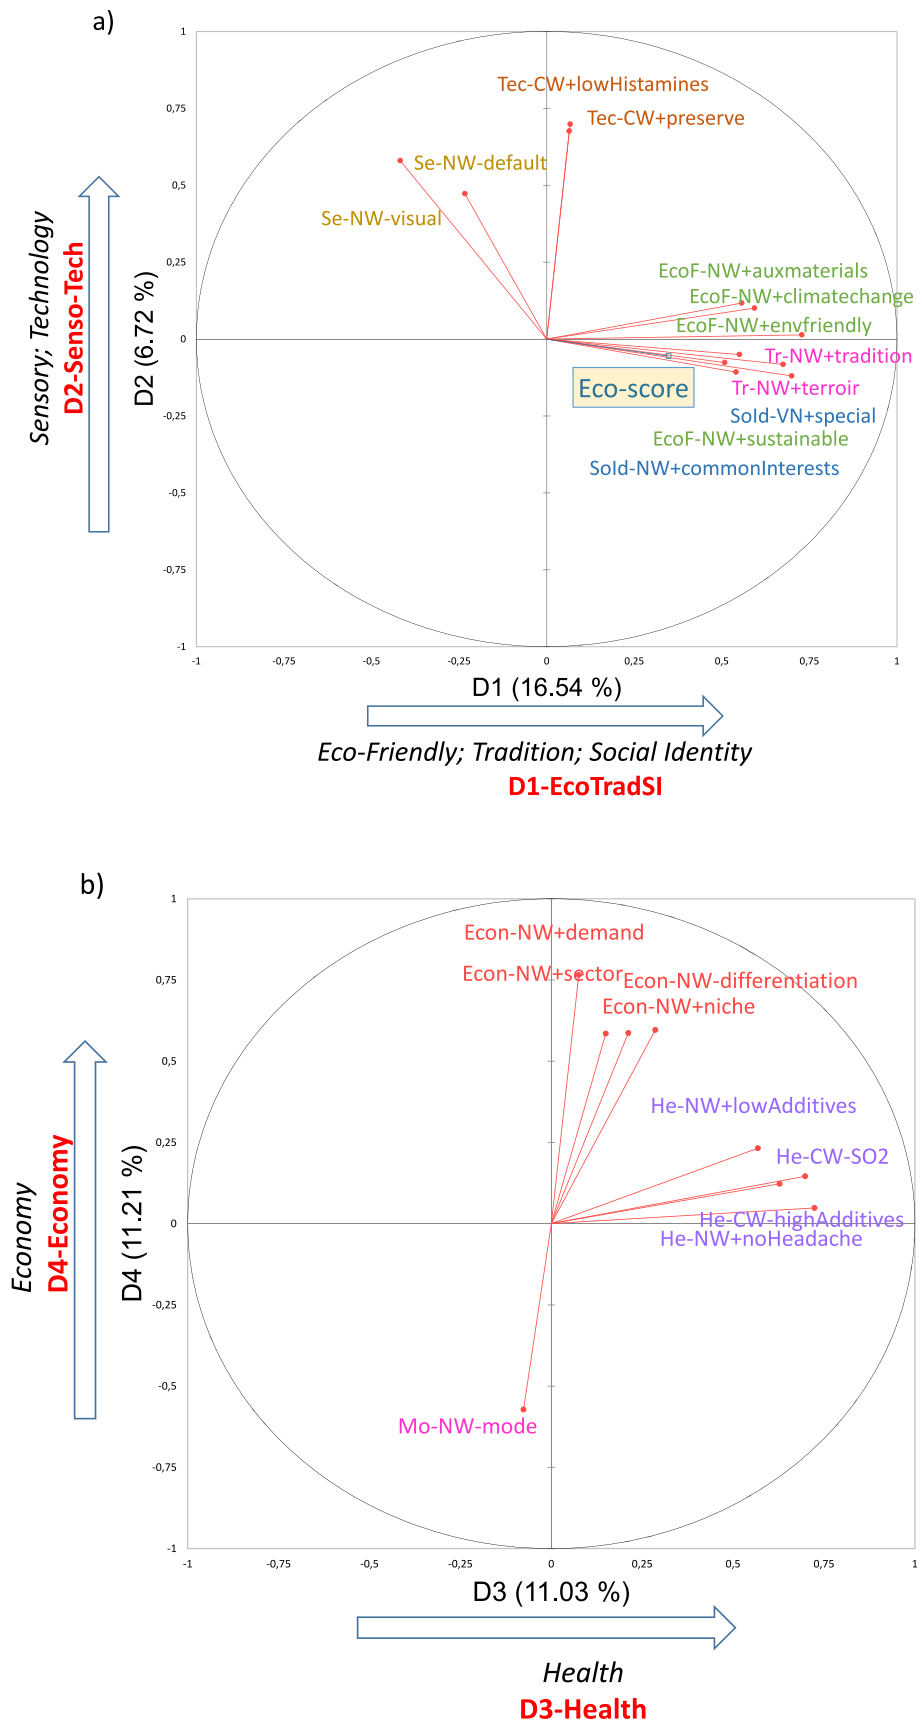 a)
1
Tec-CW+lowHistamines
0,75
Tec-CW+preserve
Se-NW-default
0,5
Se-NW-visual
0,25
EcoF-NW+auxmaterials
EcoF-NW+climatechange
EcoF-NW+envfriendly
0
Tr-NW+tradition
Eco-score
Tr-NW+terroir
-0,25
SoId-VN+special
EcoF-NW+sustainable
SoId-NW+commonInterests
-0,5
-0,75
-1
Sensory; Technology
D2-Senso-Tech
D2 (6.72 %)
-1 -0,75 -0,5 -0,25 0 0,25 0,5 0,75 1
D1 (16.54 %)
Eco-Friendly; Tradition; Social Identity
D1-EcoTradSI
b)
1
Econ-NW+demand
0,75
Econ-NW+sector
Econ-NW-differentiation
Econ-NW+niche
0,5
He-NW+lowAdditives
0,25
He-CW-SO2
0
He-CW-highAdditives
He-NW+noHeadache
-0,25
-0,5
Mo-NW-mode
-0,75
-1
Economy
D4-Economy
D4 (11.21 %)
-1 -0,75 -0,5 -0,25 0 0,25 0,5 0,75 1
D3 (11.03 %)
Health
D3-Health